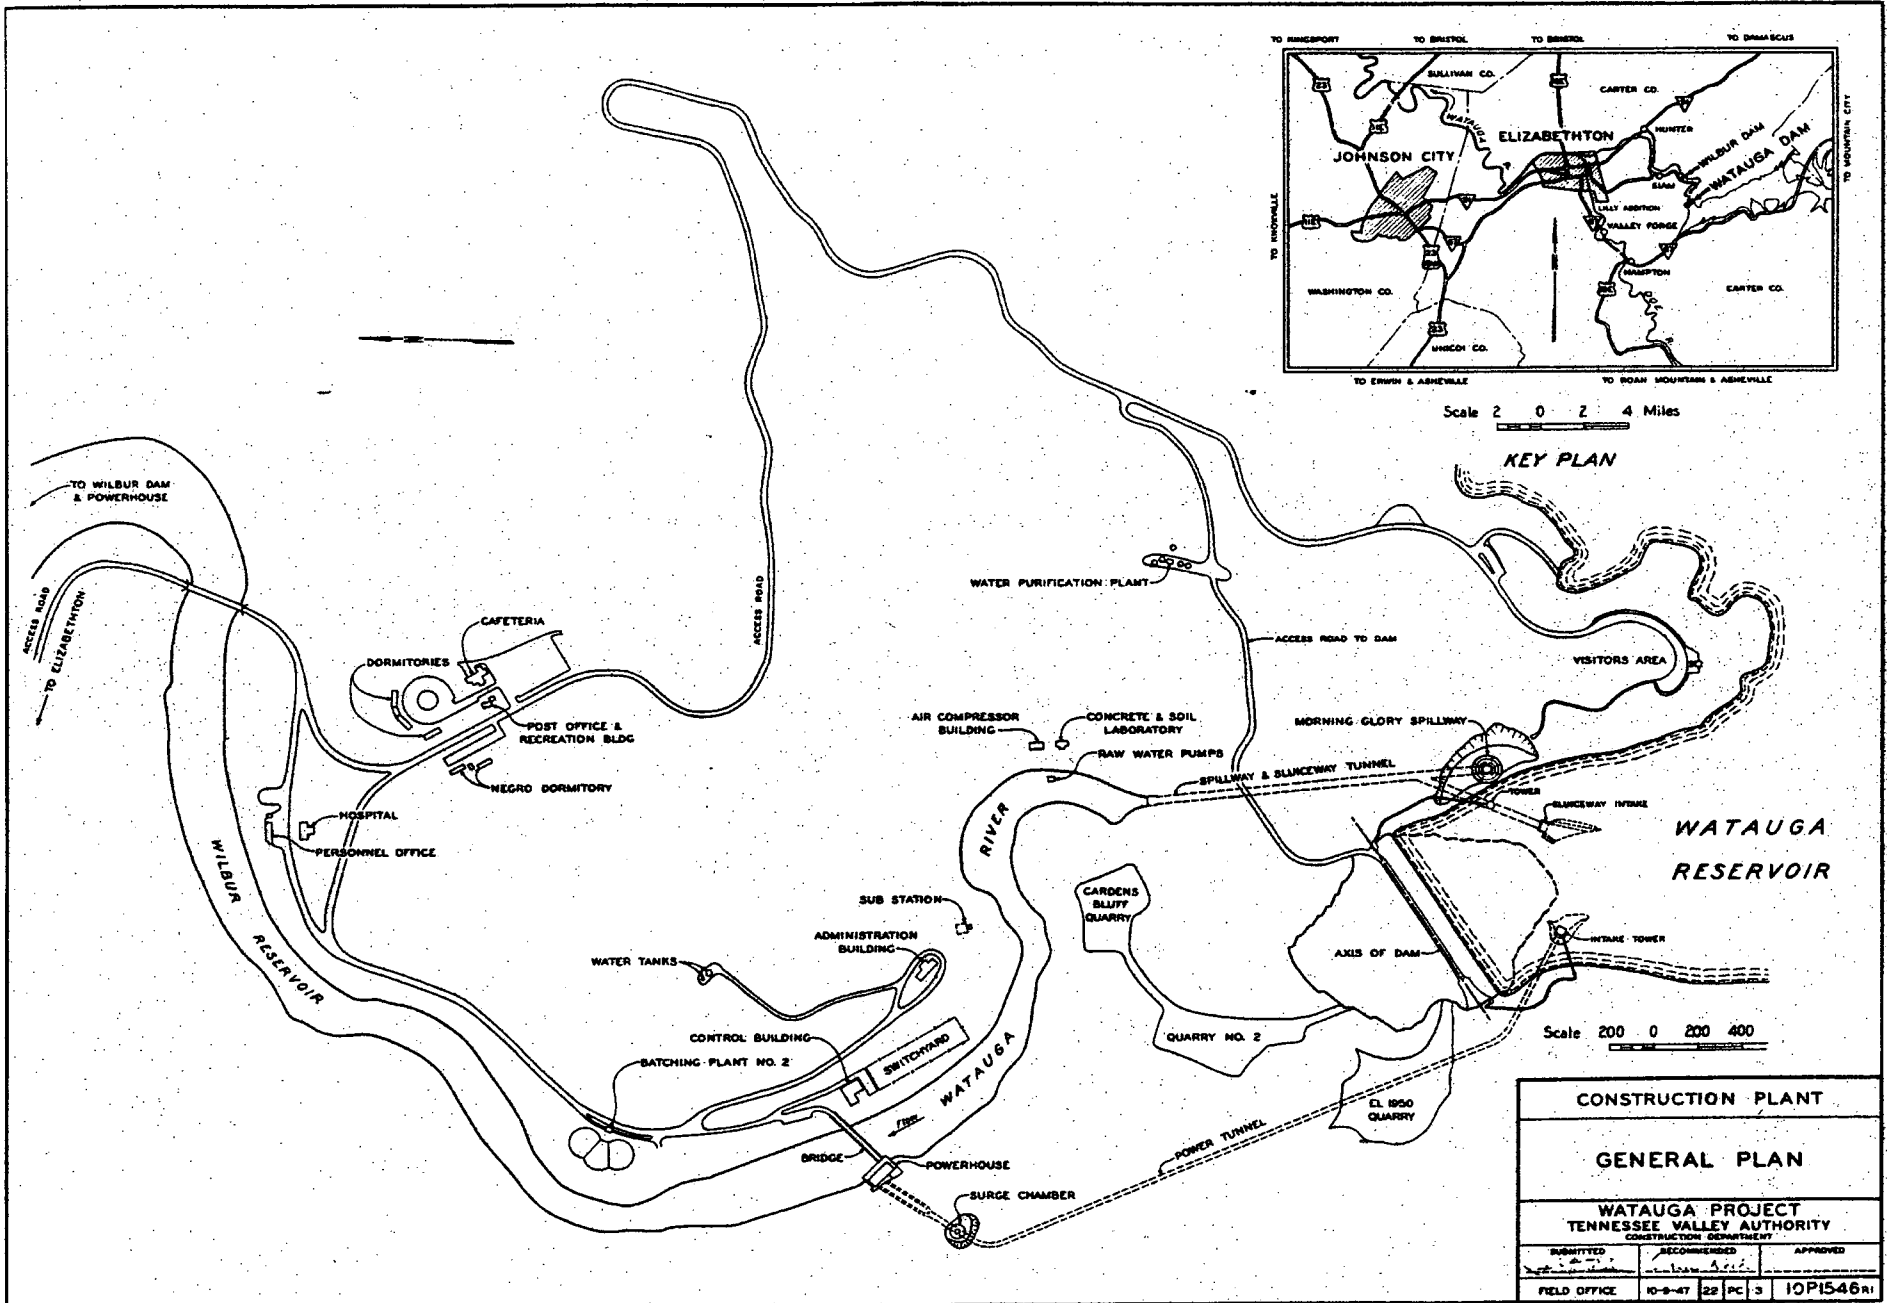 TO KINGSPORT
TO BRISTOL
TO BRISTOL
TO DAMASCUS
SULLIVAN CO.
CARTER CO.
WATAUGA
R.
HUNTER
ELIZABETHTON
JOHNSON CITY
WILBUR DAM
WATAUGA DAM
TO MOUNTAIN CITY
SIAM
LILLY ADDITION
VALLEY FORGE
TO KNOXVILLE
HAMPTON
DOE
R.
WASHINGTON CO.
CARTER CO.
UNICOI CO.
23
TO ERWIN & ASHEVILLE
TO ROAN MOUNTAIN & ASHEVILLE
Scale 2 0 2 4 Miles
KEY PLAN
TO WILBUR DAM
& POWERHOUSE
ACCESS ROAD
TO ELIZABETHTON
ACCESS ROAD
WATER PURIFICATION PLANT
ACCESS ROAD TO DAM
VISITORS AREA
CAFETERIA
DORMITORIES
POST OFFICE &
RECREATION BLDG
NEGRO DORMITORY
AIR COMPRESSOR
BUILDING
CONCRETE & SOIL
LABORATORY
RAW WATER PUMPS
MORNING GLORY SPILLWAY
SPILLWAY & SLUICEWAY TUNNEL
TOWER
SLUICEWAY INTAKE
WATAUGA
RESERVOIR
HOSPITAL
PERSONNEL OFFICE
WILBUR
RESERVOIR
RIVER
CARDENS
BLUFF
QUARRY
SUB STATION
ADMINISTRATION
BUILDING
WATER TANKS
AXIS OF DAM
INTAKE TOWER
CONTROL BUILDING
SWITCHYARD
BATCHING PLANT NO. 2
WATAUGA
Flow
QUARRY NO. 2
EL 1950
QUARRY
Scale 200 0 200 400
BRIDGE
POWERHOUSE
POWER TUNNEL
SURGE CHAMBER
CONSTRUCTION PLANT
GENERAL PLAN
WATAUGA PROJECT
TENNESSEE VALLEY AUTHORITY
CONSTRUCTION DEPARTMENT
SUBMITTED
RECOMMENDED
APPROVED
FIELD OFFICE
10-9-47 22 PC 3 10P1546 R1